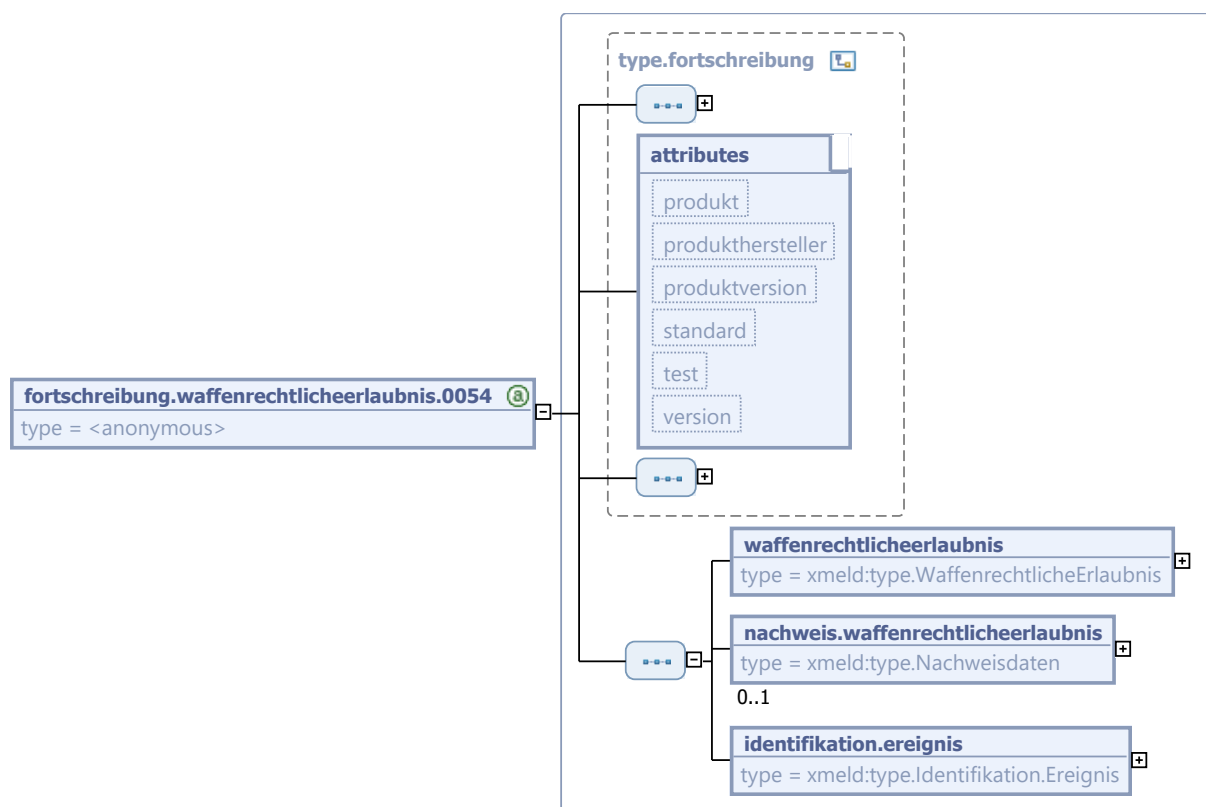 type.fortschreibung
attributes
produkt
produkthersteller
produktversion
standard
test
version
fortschreibung.waffenrechtlicheerlaubnis.0054 a
type = <anonymous>
waffenrechtlicheerlaubnis
type = xmeld:type.WaffenrechtlicheErlaubnis
nachweis.waffenrechtlicheerlaubnis
type = xmeld:type.Nachweisdaten
0..1
identifikation.ereignis
type = xmeld:type.Identifikation.Ereignis